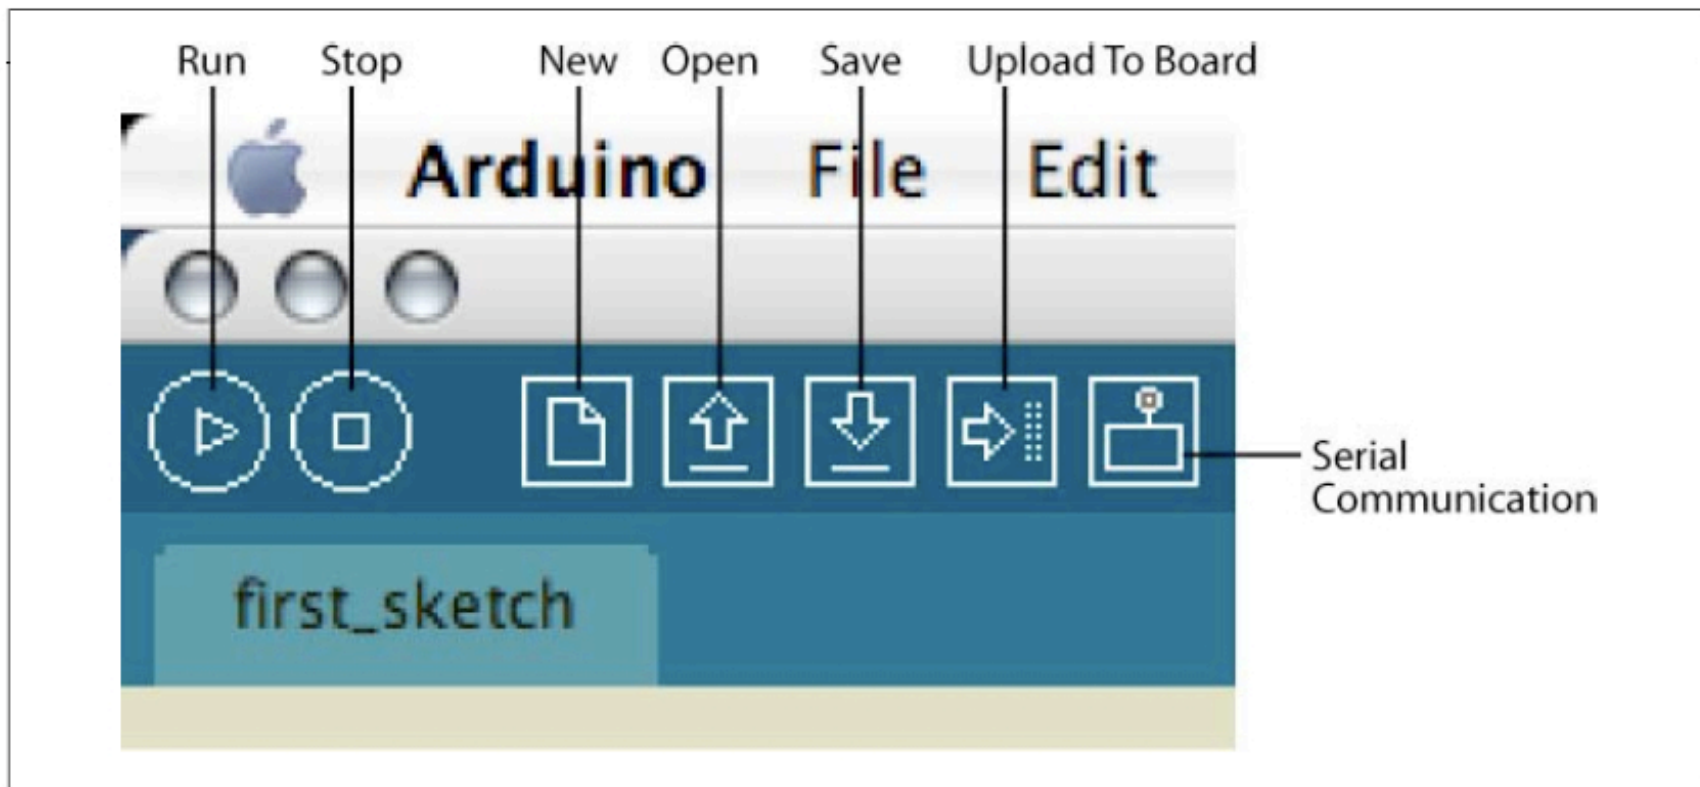 Run Stop New Open Save Upload To Board
Arduino File Edit
Serial
Communication
first_sketch